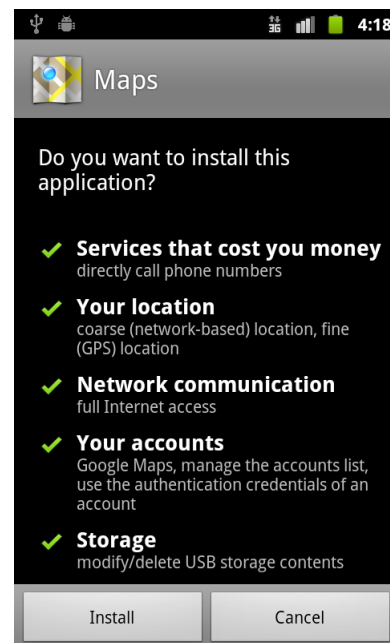 3G 4:18
Maps
Do you want to install this
application?
Services that cost you money
directly call phone numbers
Your location
coarse (network-based) location, fine
(GPS) location
Network communication
full Internet access
Your accounts
Google Maps, manage the accounts list,
use the authentication credentials of an
account
Storage
modify/delete USB storage contents
Install Cancel